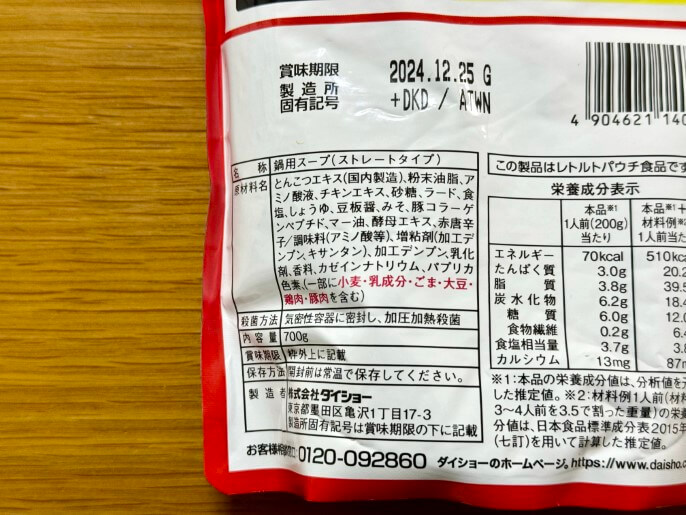 賞味期限 2024.12.25 G
製造所
固有記号 +DKD / ATWN
4 904621 140
名称 鍋用スープ(ストレートタイプ)
原材料名 とんこつエキス(国内製造)、粉末油脂、ア
ミノ酸液、チキンエキス、砂糖、ラード、食
塩、しょうゆ、豆板醤、みそ、豚コラーゲ
ンペプチド、マー油、酵母エキス、赤唐辛
子/調味料(アミノ酸等)、増粘剤(加工デ
ンプン、キサンタン)、加工デンプン、乳化
剤、香料、カゼインナトリウム、パプリカ
色素、(一部に小麦・乳成分・ごま・大豆・
鶏肉・豚肉を含む)
殺菌方法 気密性容器に密封し、加圧加熱殺菌
内容量 700g
賞味期限 枠外上に記載
保存方法 開封前は常温で保存してください。
製造者 株式会社ダイショー
東京都墨田区亀沢1丁目17-3
製造所固有記号は賞味期限の下に記載
お客様相談 0120-092860 ダイショーのホームページ。https://www.daisho.c
この製品はレトルトパウチ食品です
栄養成分表示
本品※1 本品※1+
1人前(200g) 材料例※2
当たり 1人前当た
エネルギー 70kcal 510kc
たんぱく質 3.0g 20.2
脂質 3.8g 39.5
炭水化物 6.2g 18.4
糖質 6.0g 12.0
食物繊維 0.2g 6.4
食塩相当量 3.7g 3.8
カルシウム 13mg 87m
※1:本品の栄養成分値は、分析値を元
した推定値。※2:材料例1人前(材料
3~4人前を3.5で割った重量)の栄養
分値は、日本食品標準成分表2015年
(七訂)を用いて計算した推定値。